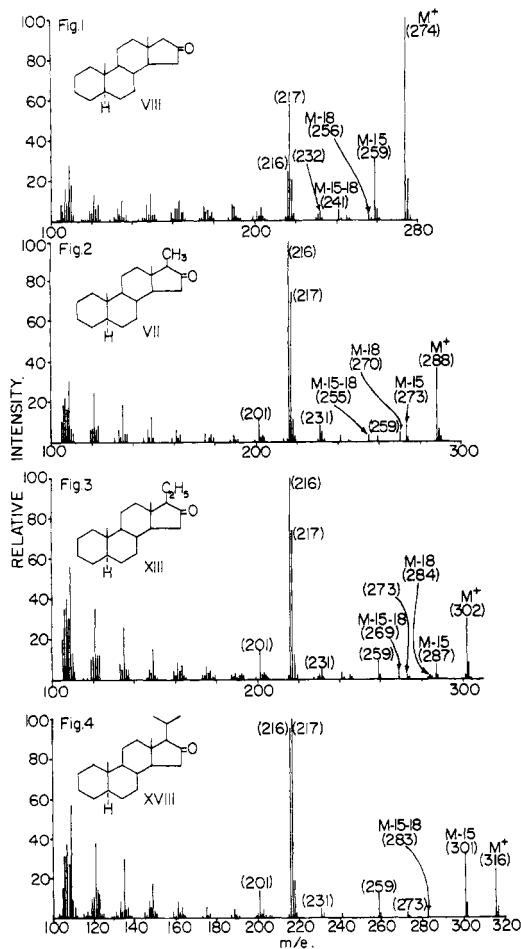 RELATIVE INTENSITY.
Fig.1
100
80
60
40
20
O
H
VIII
(216)
(217)
(232)
M-15-18
(241)
M-18
(256)
M-15
(259)
M+
(274)
100
200
280
Fig.2
100
80
60
40
20
CH3
O
H
VII
(201)
(216)
(217)
(231)
M-15-18
(255)
(259)
M-18
(270)
M-15
(273)
M+
(288)
100
200
300
Fig.3
100
80
60
40
20
C2H5
O
H
XIII
(201)
(216)
(217)
(231)
(259)
M-15-18
(269)
(273)
M-18
(284)
M-15
(287)
M+
(302)
100
200
300
Fig.4
100
80
60
40
20
O
H
XVIII
(201)
(216)
(217)
(231)
(259)
(273)
M-15-18
(283)
M-15
(301)
M+
(316)
100 120 140 160 180 200 220 240 260 280 300 320
m/e.